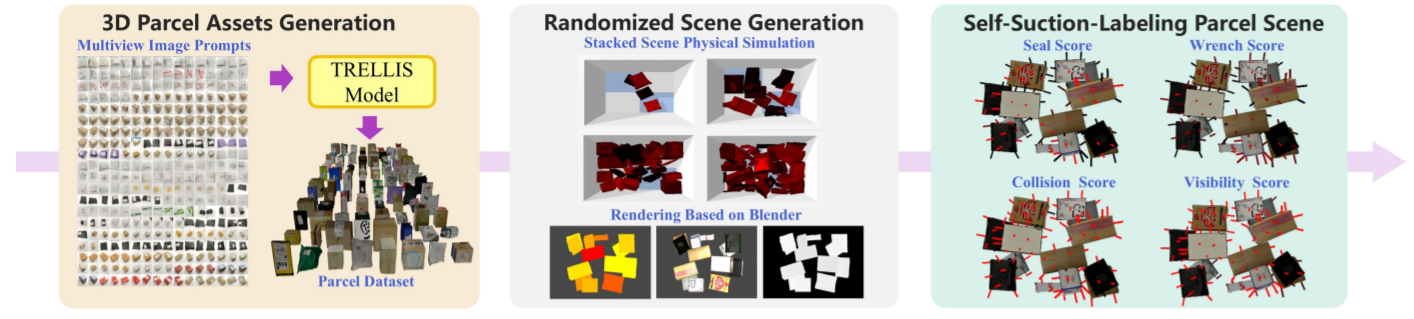 3D Parcel Assets Generation
Multiview Image Prompts
TRELLIS
Model
Parcel Dataset
Randomized Scene Generation
Stacked Scene Physical Simulation
Rendering Based on Blender
Self-Suction-Labeling Parcel Scene
Seal Score
Wrench Score
Collision Score
Visibility Score